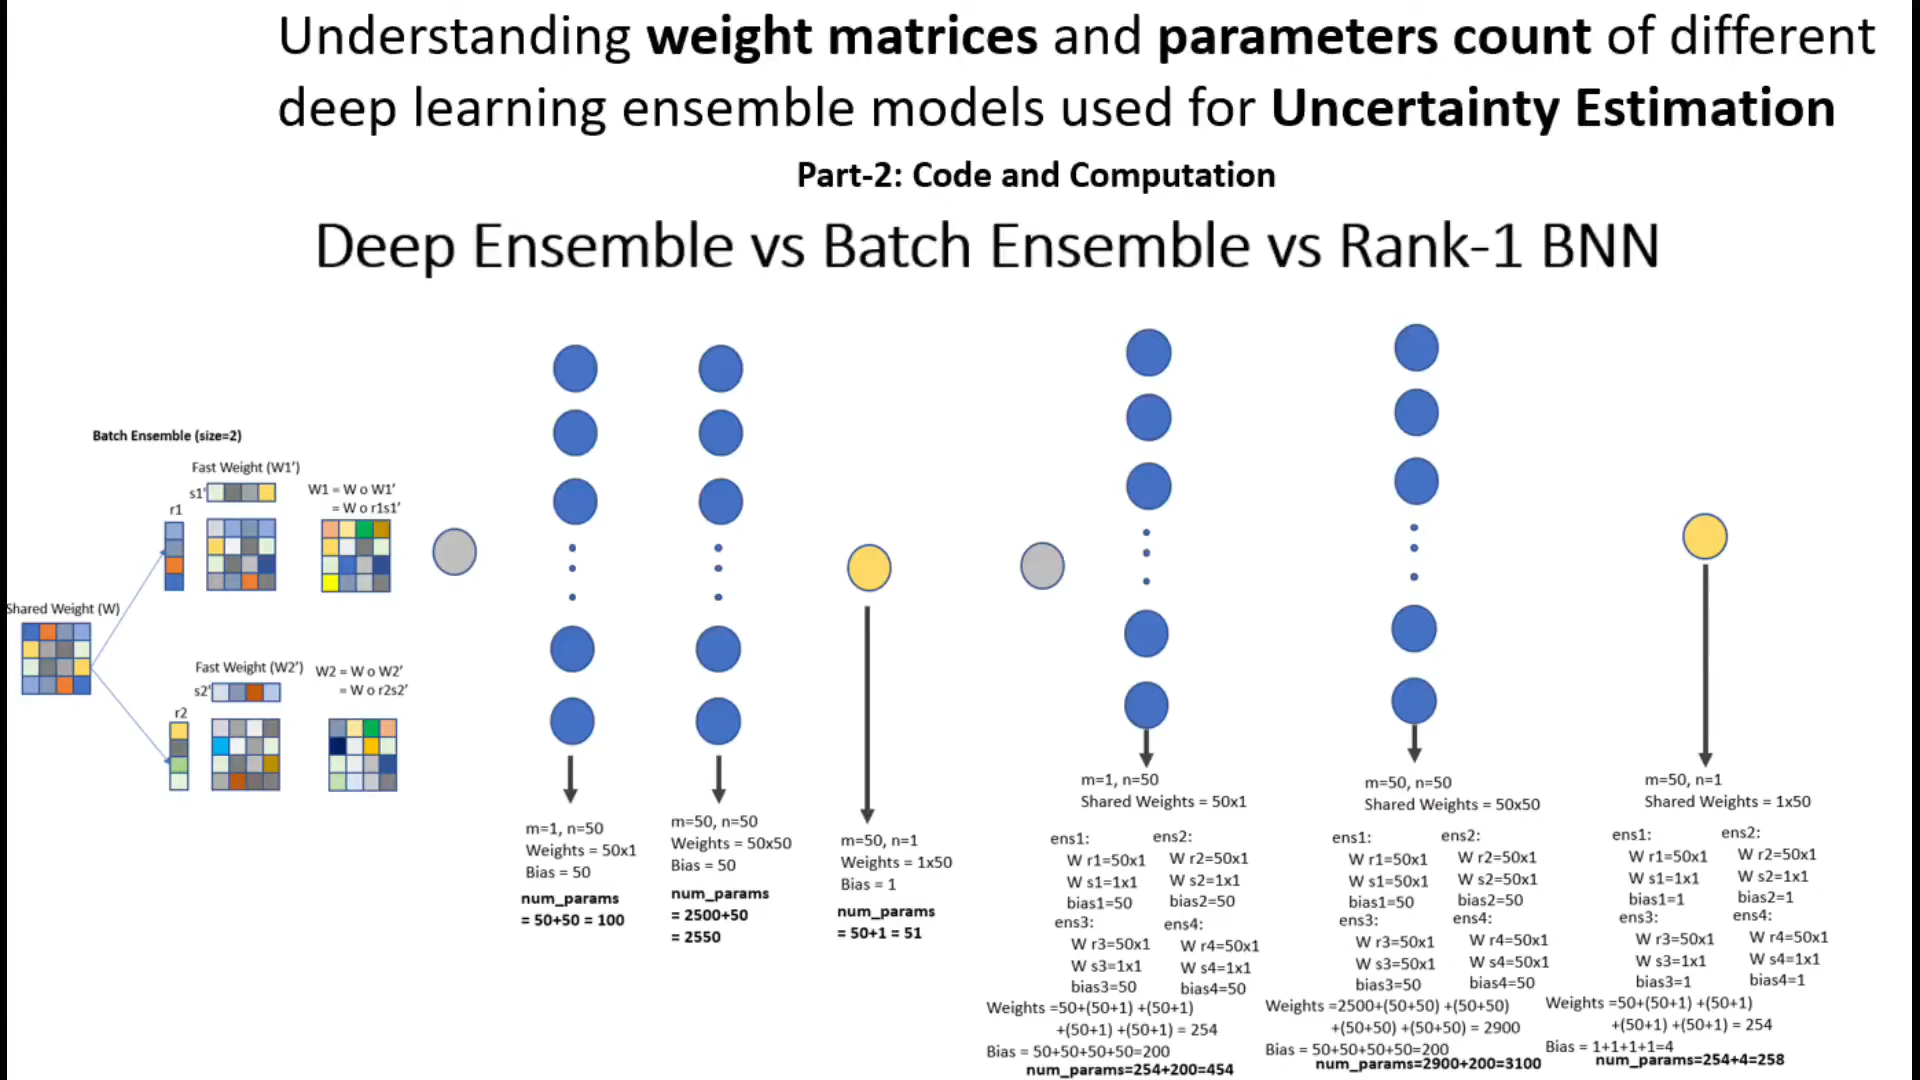 Understanding weight matrices and parameters count of different
deep learning ensemble models used for Uncertainty Estimation
Part-2: Code and Computation
Deep Ensemble vs Batch Ensemble vs Rank-1 BNN
Batch Ensemble (size=2)
Fast Weight (W1')
s1'
r1
W1 = W o W1'
= W o r1s1'
Shared Weight (W)
Fast Weight (W2')
s2'
r2
W2 = W o W2'
= W o r2s2'
m=1, n=50
Weights = 50x1
Bias = 50
num_params
= 50+50 = 100
m=50, n=50
Weights = 50x50
Bias = 50
num_params
= 2500+50
= 2550
m=50, n=1
Weights = 1x50
Bias = 1
num_params
= 50+1 = 51
m=1, n=50
Shared Weights = 50x1
ens1:
W r1=50x1
W s1=1x1
bias1=50
ens2:
W r2=50x1
W s2=1x1
bias2=50
ens3:
W r3=50x1
W s3=1x1
bias3=50
ens4:
W r4=50x1
W s4=1x1
bias4=50
Weights =50+(50+1) +(50+1)
+(50+1) +(50+1) = 254
Bias = 50+50+50+50=200
num_params=254+200=454
m=50, n=50
Shared Weights = 50x50
ens1:
W r1=50x1
W s1=50x1
bias1=50
ens2:
W r2=50x1
W s2=50x1
bias2=50
ens3:
W r3=50x1
W s3=50x1
bias3=50
ens4:
W r4=50x1
W s4=50x1
bias4=50
Weights =2500+(50+50) +(50+50)
+(50+50) +(50+50) = 2900
Bias = 50+50+50+50=200
num_params=2900+200=3100
m=50, n=1
Shared Weights = 1x50
ens1:
W r1=50x1
W s1=1x1
bias1=1
ens2:
W r2=50x1
W s2=1x1
bias2=1
ens3:
W r3=50x1
W s3=1x1
bias3=1
ens4:
W r4=50x1
W s4=1x1
bias4=1
Weights =50+(50+1) +(50+1)
+(50+1) +(50+1) = 254
Bias = 1+1+1+1=4
num_params=254+4=258